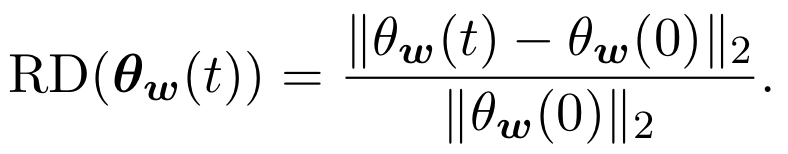 RD(𝜽_𝒘(t)) = ‖θ_𝒘(t) − θ_𝒘(0)‖₂ / ‖θ_𝒘(0)‖₂.